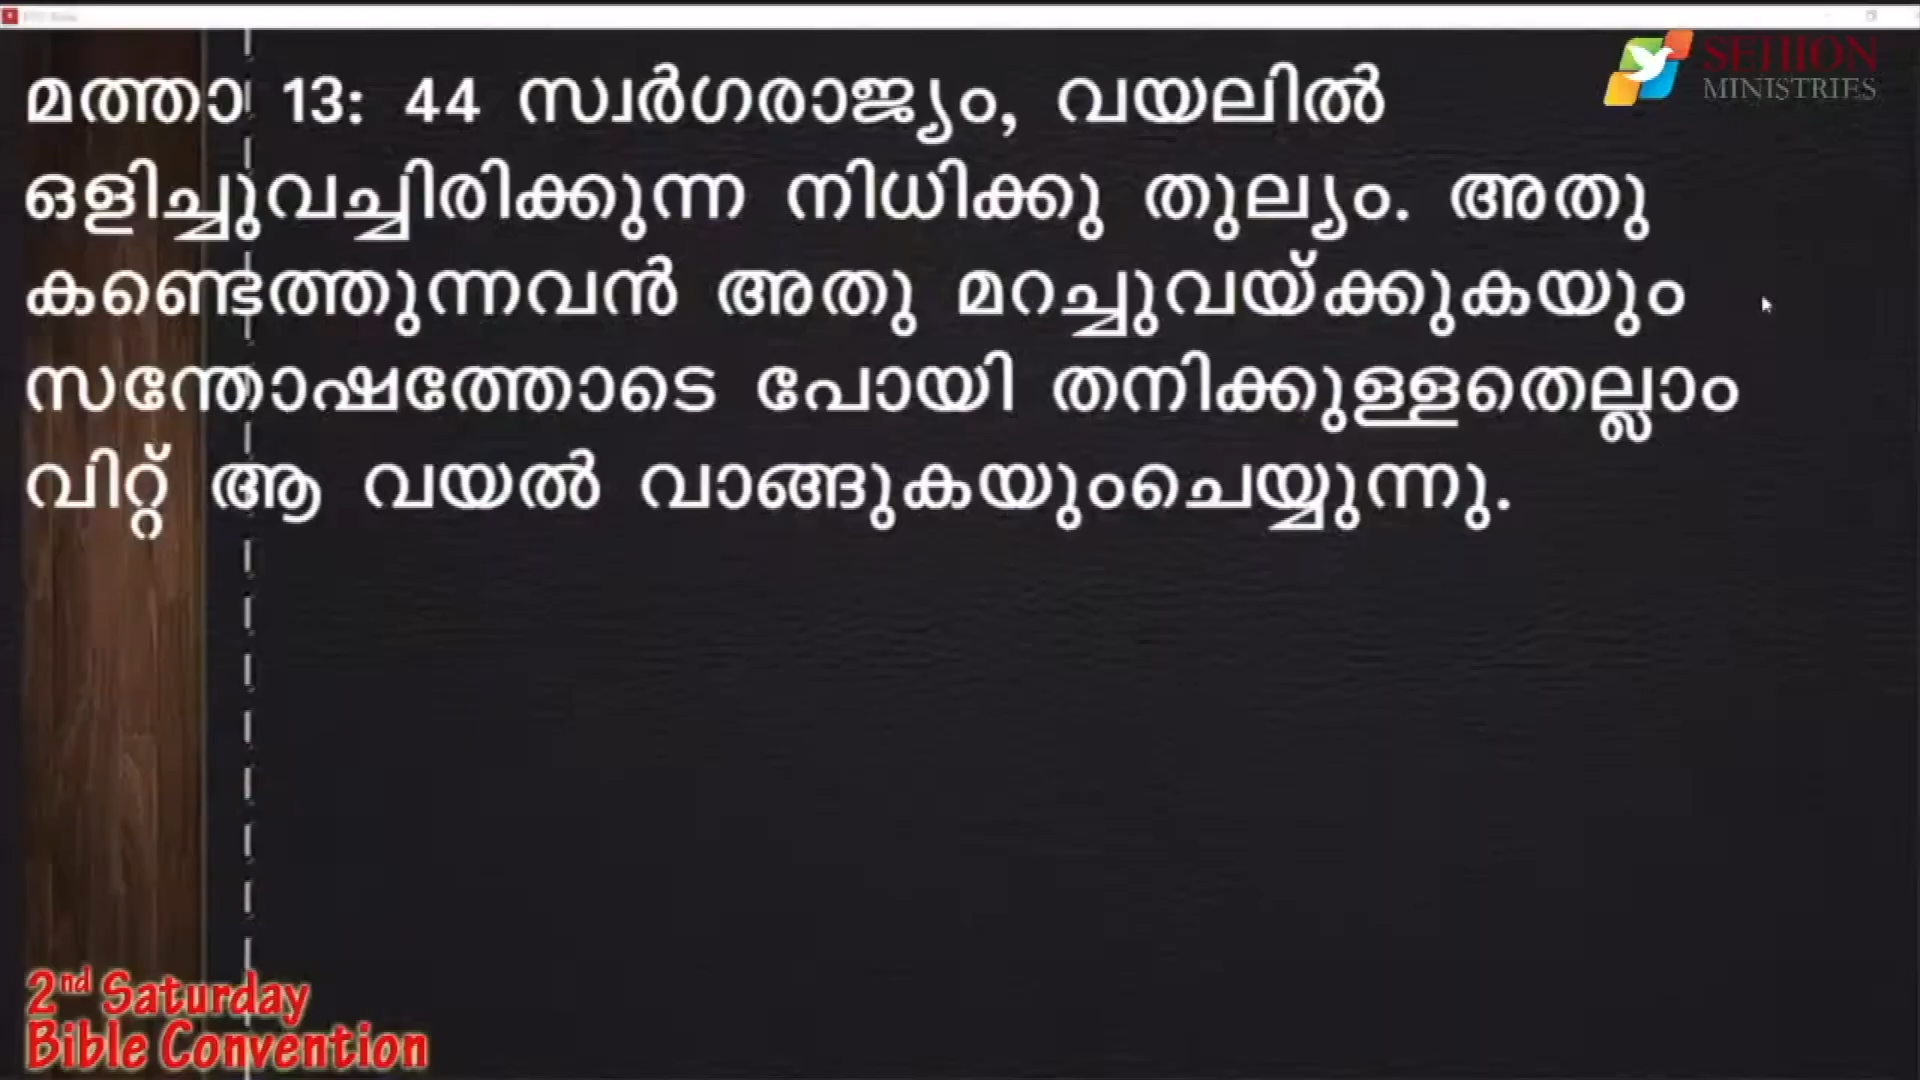 SEHION
MINISTRIES
മത്താ 13: 44 സ്വർഗരാജ്യം, വയലിൽ
ഒളിച്ചുവച്ചിരിക്കുന്ന നിധിക്കു തുല്യം. അതു
കണ്ടെത്തുന്നവൻ അതു മറച്ചുവയ്ക്കുകയും
സന്തോഷത്തോടെ പോയി തനിക്കുള്ളതെല്ലാം
വിറ്റ് ആ വയൽ വാങ്ങുകയുംചെയ്യുന്നു.
2nd Saturday
Bible Convention